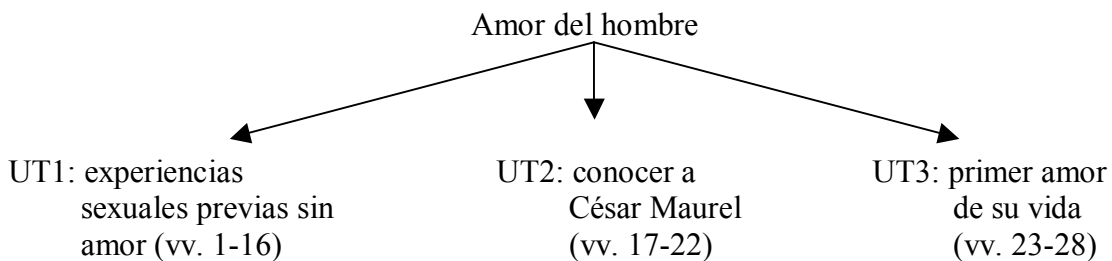 Amor del hombre
UT1: experiencias
sexuales previas sin
amor (vv. 1-16)
UT2: conocer a
César Maurel
(vv. 17-22)
UT3: primer amor
de su vida
(vv. 23-28)